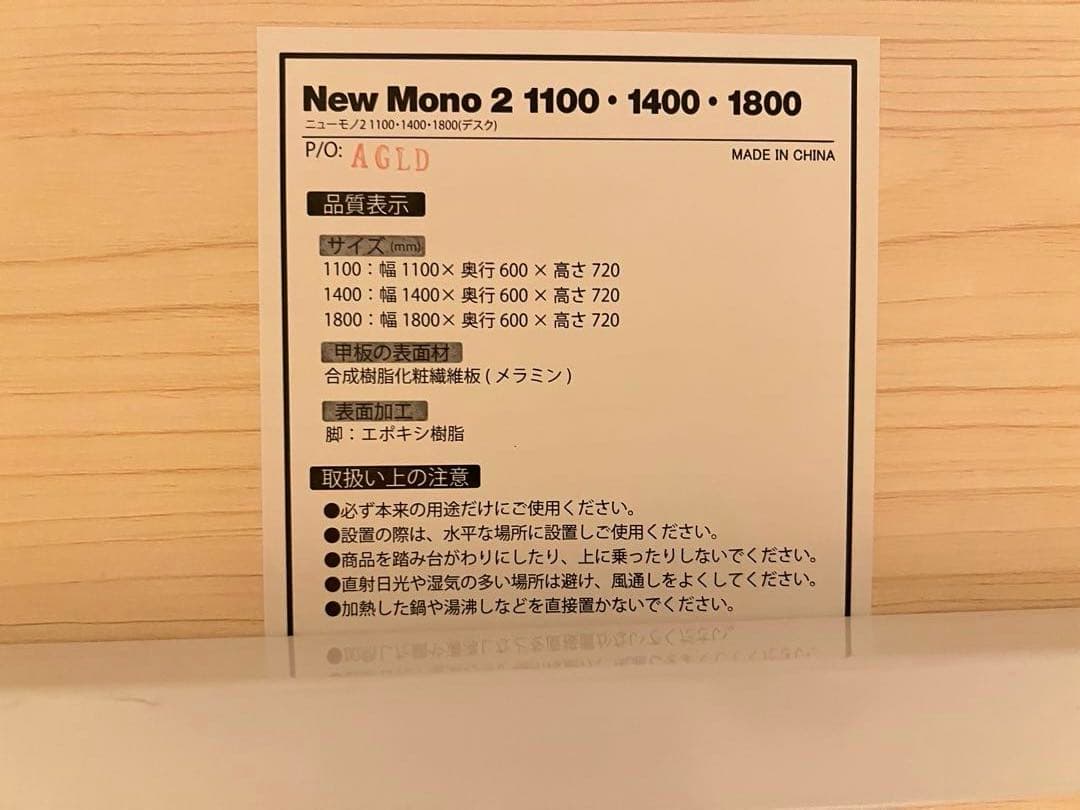 New Mono 2 1100・1400・1800
ニューモノ2 1100・1400・1800(デスク)
P/O: AGLD
MADE IN CHINA
品質表示
サイズ(mm)
1100：幅 1100× 奥行 600 × 高さ 720
1400：幅 1400× 奥行 600 × 高さ 720
1800：幅 1800× 奥行 600 × 高さ 720
甲板の表面材
合成樹脂化粧繊維板 ( メラミン )
表面加工
脚：エポキシ樹脂
取扱い上の注意
●必ず本来の用途だけにご使用ください。
●設置の際は、水平な場所に設置しご使用ください。
●商品を踏み台がわりにしたり、上に乗ったりしないでください。
●直射日光や湿気の多い場所は避け、風通しをよくしてください。
●加熱した鍋や湯沸しなどを直接置かないでください。